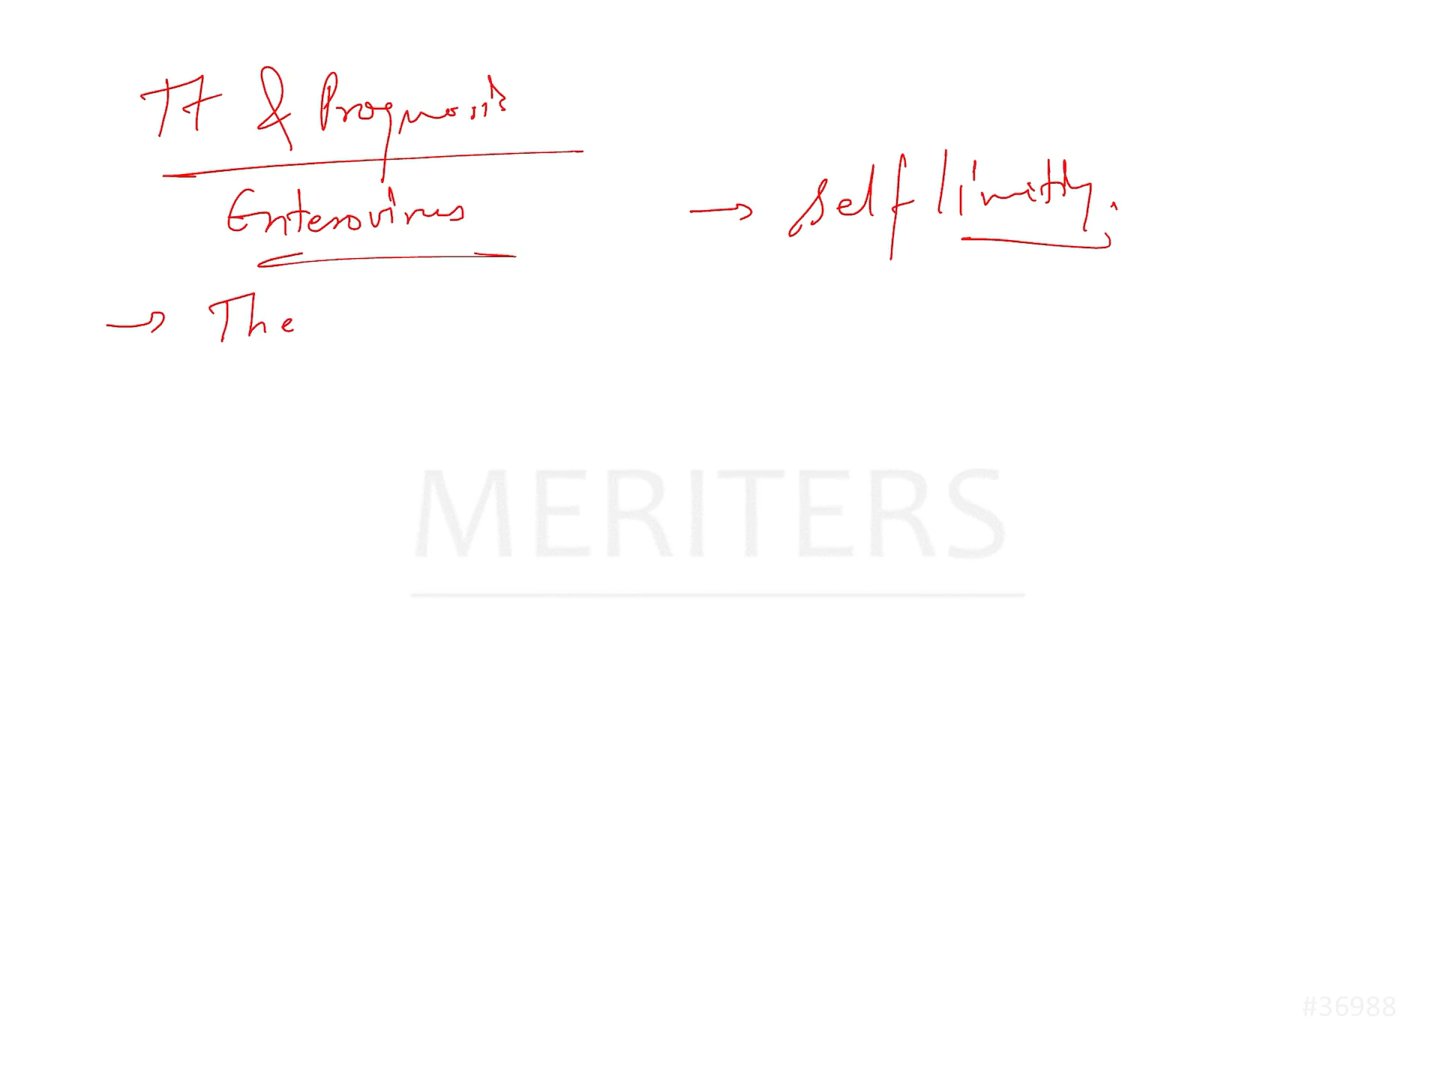 TT & Prognosis
Enterovirus → self limiting.
→ The
MERITERS
#36988